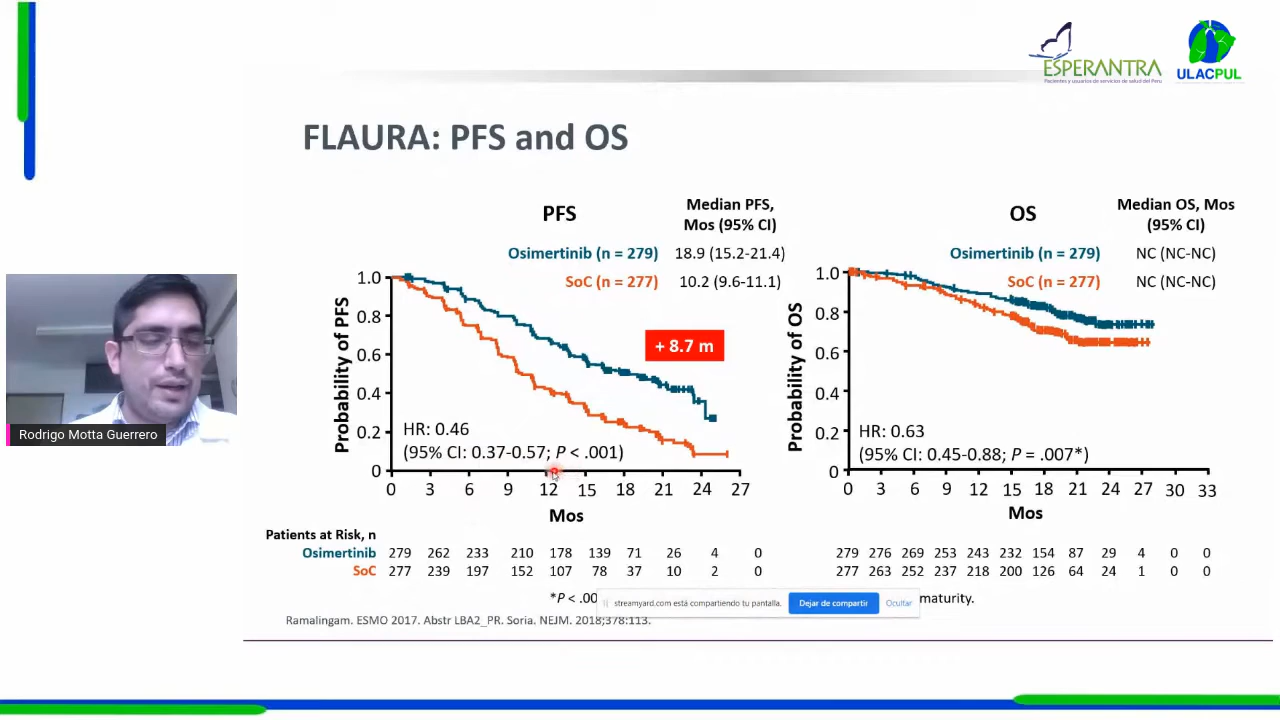 ESPERANTRA
Pacientes y usuarios de servicios de salud del Perú
ULACPUL
FLAURA: PFS and OS
PFS
Median PFS,
Mos (95% CI)
Osimertinib (n = 279) 18.9 (15.2-21.4)
SoC (n = 277) 10.2 (9.6-11.1)
Probability of PFS
1.0
0.8
0.6
0.4
0.2
0
+ 8.7 m
HR: 0.46
(95% CI: 0.37-0.57; P < .001)
0 3 6 9 12 15 18 21 24 27
Mos
OS
Median OS, Mos
(95% CI)
Osimertinib (n = 279) NC (NC-NC)
SoC (n = 277) NC (NC-NC)
Probability of OS
1.0
0.8
0.6
0.4
0.2
0
HR: 0.63
(95% CI: 0.45-0.88; P = .007*)
0 3 6 9 12 15 18 21 24 27 30 33
Mos
Rodrigo Motta Guerrero
Patients at Risk, n
Osimertinib 279 262 233 210 178 139 71 26 4 0
SoC 277 239 197 152 107 78 37 10 2 0
279 276 269 253 243 232 154 87 29 4 0 0
277 263 252 237 218 200 126 64 24 1 0 0
*P < .00
maturity.
streamyard.com está compartiendo tu pantalla. Dejar de compartir Ocultar
Ramalingam. ESMO 2017. Abstr LBA2_PR. Soria. NEJM. 2018;378:113.